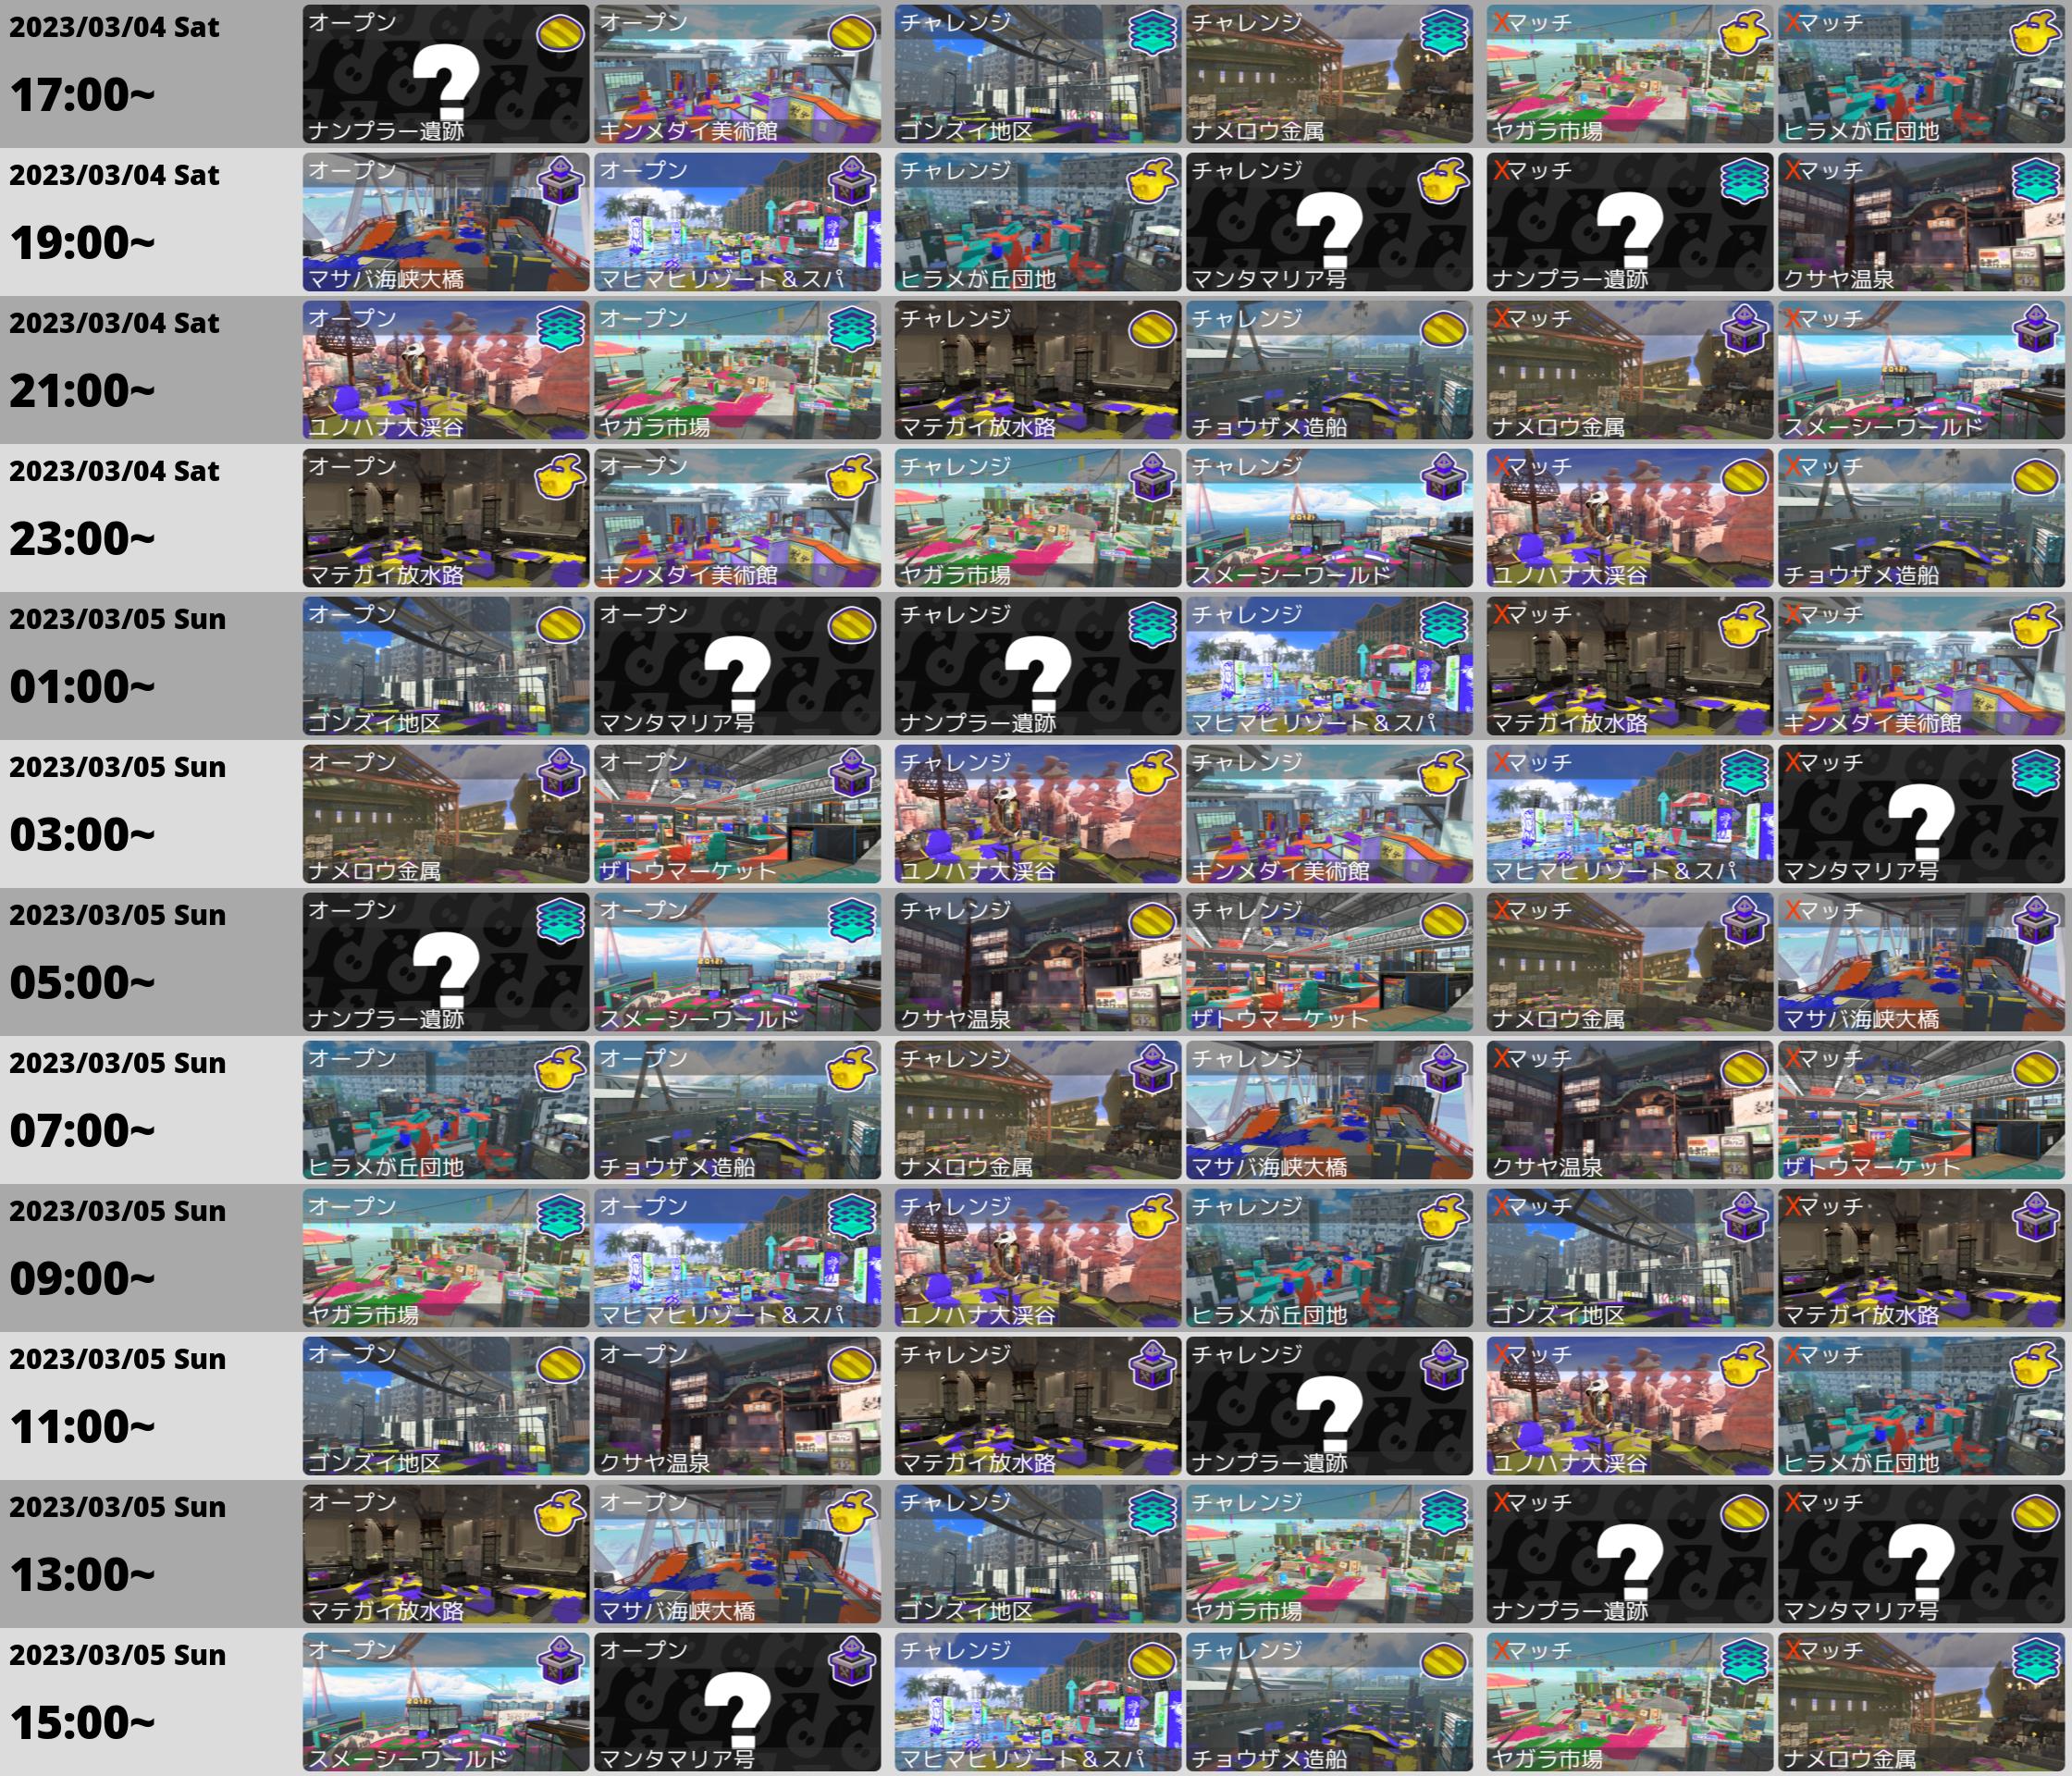 2023/03/04 Sat
17:00~
オープン
ナンプラー遺跡
オープン
キンメダイ美術館
チャレンジ
ゴンズイ地区
チャレンジ
ナメロウ金属
Xマッチ
ヤガラ市場
Xマッチ
ヒラメが丘団地
2023/03/04 Sat
19:00~
オープン
マサバ海峡大橋
オープン
マヒマヒリゾート＆スパ
チャレンジ
ヒラメが丘団地
チャレンジ
マンタマリア号
Xマッチ
ナンプラー遺跡
Xマッチ
クサヤ温泉
2023/03/04 Sat
21:00~
オープン
ユノハナ大渓谷
オープン
ヤガラ市場
チャレンジ
マテガイ放水路
チャレンジ
チョウザメ造船
Xマッチ
ナメロウ金属
Xマッチ
スメーシーワールド
2023/03/04 Sat
23:00~
オープン
マテガイ放水路
オープン
キンメダイ美術館
チャレンジ
ヤガラ市場
チャレンジ
スメーシーワールド
Xマッチ
ユノハナ大渓谷
Xマッチ
チョウザメ造船
2023/03/05 Sun
01:00~
オープン
ゴンズイ地区
オープン
マンタマリア号
チャレンジ
ナンプラー遺跡
チャレンジ
マヒマヒリゾート＆スパ
Xマッチ
マテガイ放水路
Xマッチ
キンメダイ美術館
2023/03/05 Sun
03:00~
オープン
ナメロウ金属
オープン
ザトウマーケット
チャレンジ
ユノハナ大渓谷
チャレンジ
キンメダイ美術館
Xマッチ
マヒマヒリゾート＆スパ
Xマッチ
マンタマリア号
2023/03/05 Sun
05:00~
オープン
ナンプラー遺跡
オープン
スメーシーワールド
チャレンジ
クサヤ温泉
チャレンジ
ザトウマーケット
Xマッチ
ナメロウ金属
Xマッチ
マサバ海峡大橋
2023/03/05 Sun
07:00~
オープン
ヒラメが丘団地
オープン
チョウザメ造船
チャレンジ
ナメロウ金属
チャレンジ
マサバ海峡大橋
Xマッチ
クサヤ温泉
Xマッチ
ザトウマーケット
2023/03/05 Sun
09:00~
オープン
ヤガラ市場
オープン
マヒマヒリゾート＆スパ
チャレンジ
ユノハナ大渓谷
チャレンジ
ヒラメが丘団地
Xマッチ
ゴンズイ地区
Xマッチ
マテガイ放水路
2023/03/05 Sun
11:00~
オープン
ゴンズイ地区
オープン
クサヤ温泉
チャレンジ
マテガイ放水路
チャレンジ
ナンプラー遺跡
Xマッチ
ユノハナ大渓谷
Xマッチ
ヒラメが丘団地
2023/03/05 Sun
13:00~
オープン
マテガイ放水路
オープン
マサバ海峡大橋
チャレンジ
ゴンズイ地区
チャレンジ
ヤガラ市場
Xマッチ
ナンプラー遺跡
Xマッチ
マンタマリア号
2023/03/05 Sun
15:00~
オープン
スメーシーワールド
オープン
マンタマリア号
チャレンジ
マヒマヒリゾート＆スパ
チャレンジ
チョウザメ造船
Xマッチ
ヤガラ市場
Xマッチ
ナメロウ金属